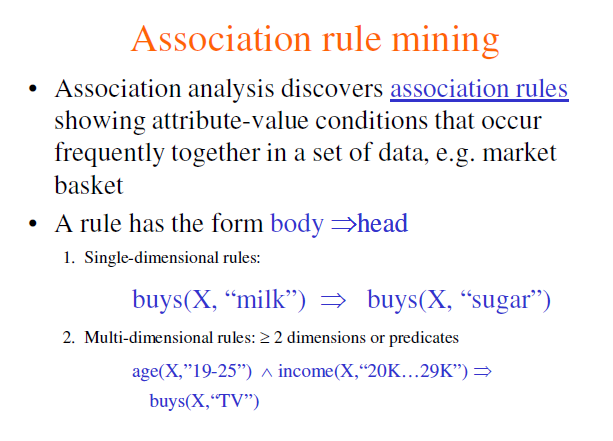 Association rule mining
• Association analysis discovers association rules
showing attribute-value conditions that occur
frequently together in a set of data, e.g. market
basket
• A rule has the form body ⇒head
1. Single-dimensional rules:
buys(X, “milk”) ⇒ buys(X, “sugar”)
2. Multi-dimensional rules: ≥ 2 dimensions or predicates
age(X,”19-25”) ∧ income(X,“20K…29K”) ⇒
buys(X,“TV”)